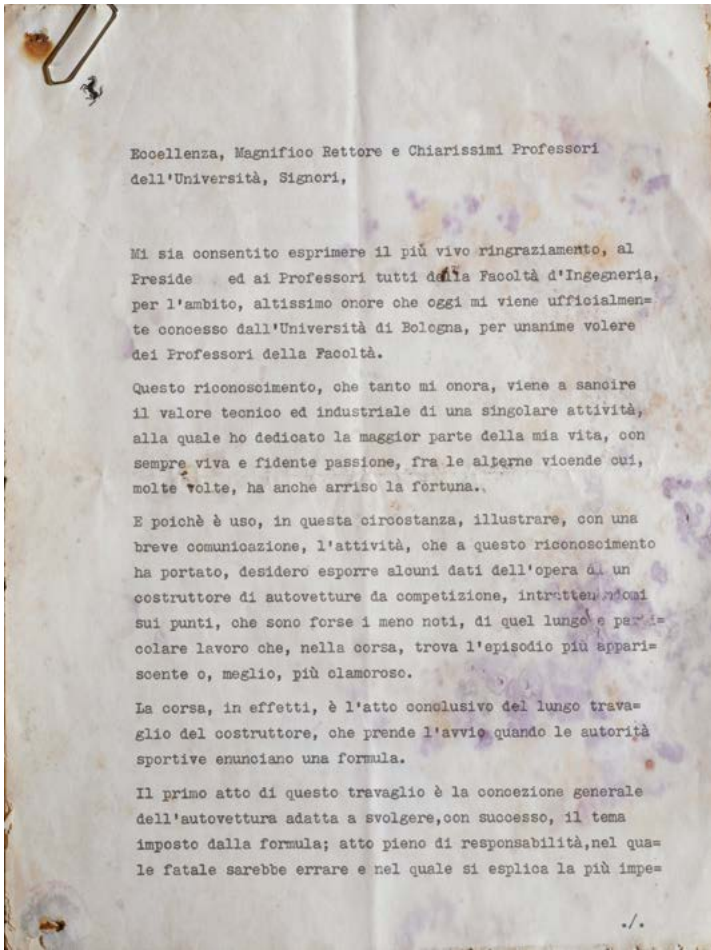 Eccellenza, Magnifico Rettore e Chiarissimi Professori
dell'Università, Signori,
Mi sia consentito esprimere il più vivo ringraziamento, al
Preside ed ai Professori tutti della Facoltà d'Ingegneria,
per l'ambito, altissimo onore che oggi mi viene ufficialmen=
te concesso dall'Università di Bologna, per unanime volere
dei Professori della Facoltà.
Questo riconoscimento, che tanto mi onora, viene a sancire
il valore tecnico ed industriale di una singolare attività,
alla quale ho dedicato la maggior parte della mia vita, con
sempre viva e fidente passione, fra le alterne vicende cui,
molte volte, ha anche arriso la fortuna.
E poichè è uso, in questa circostanza, illustrare, con una
breve comunicazione, l'attività, che a questo riconoscimento
ha portato, desidero esporre alcuni dati dell'opera di un
costruttore di autovetture da competizione, intrattenendomi
sui punti, che sono forse i meno noti, di quel lungo e parti=
colare lavoro che, nella corsa, trova l'episodio più appari=
scente o, meglio, più clamoroso.
La corsa, in effetti, è l'atto conclusivo del lungo trava=
glio del costruttore, che prende l'avvio quando le autorità
sportive enunciano una formula.
Il primo atto di questo travaglio è la concezione generale
dell'autovettura adatta a svolgere,con successo, il tema
imposto dalla formula; atto pieno di responsabilità,nel qua=
le fatale sarebbe errare e nel quale si esplica la più impe=
./.